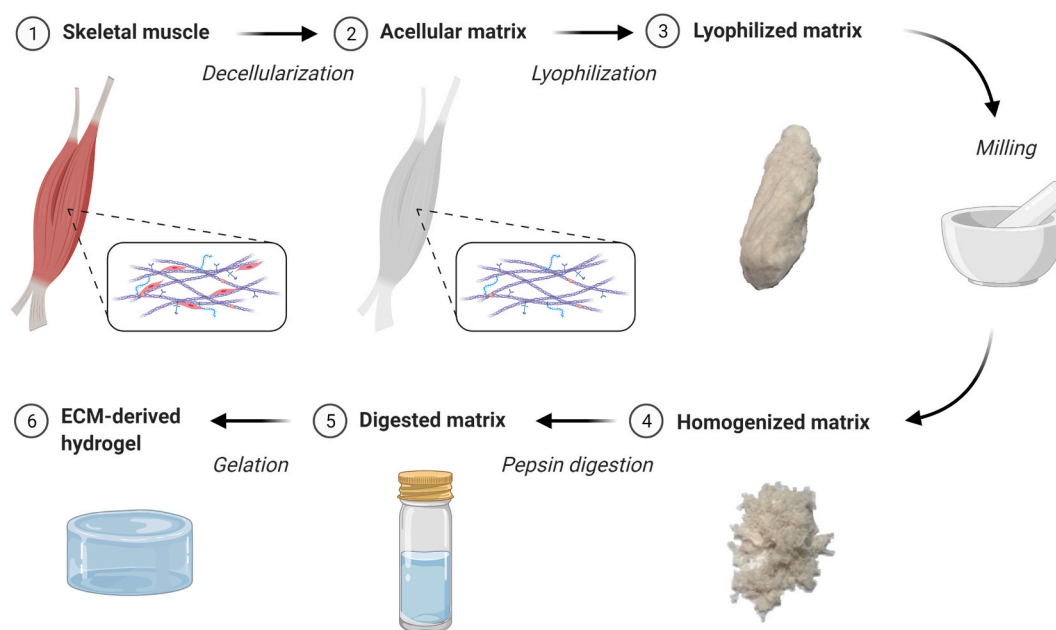 1 Skeletal muscle
Decellularization
2 Acellular matrix
Lyophilization
3 Lyophilized matrix
Milling
4 Homogenized matrix
Pepsin digestion
5 Digested matrix
Gelation
6 ECM-derived
hydrogel